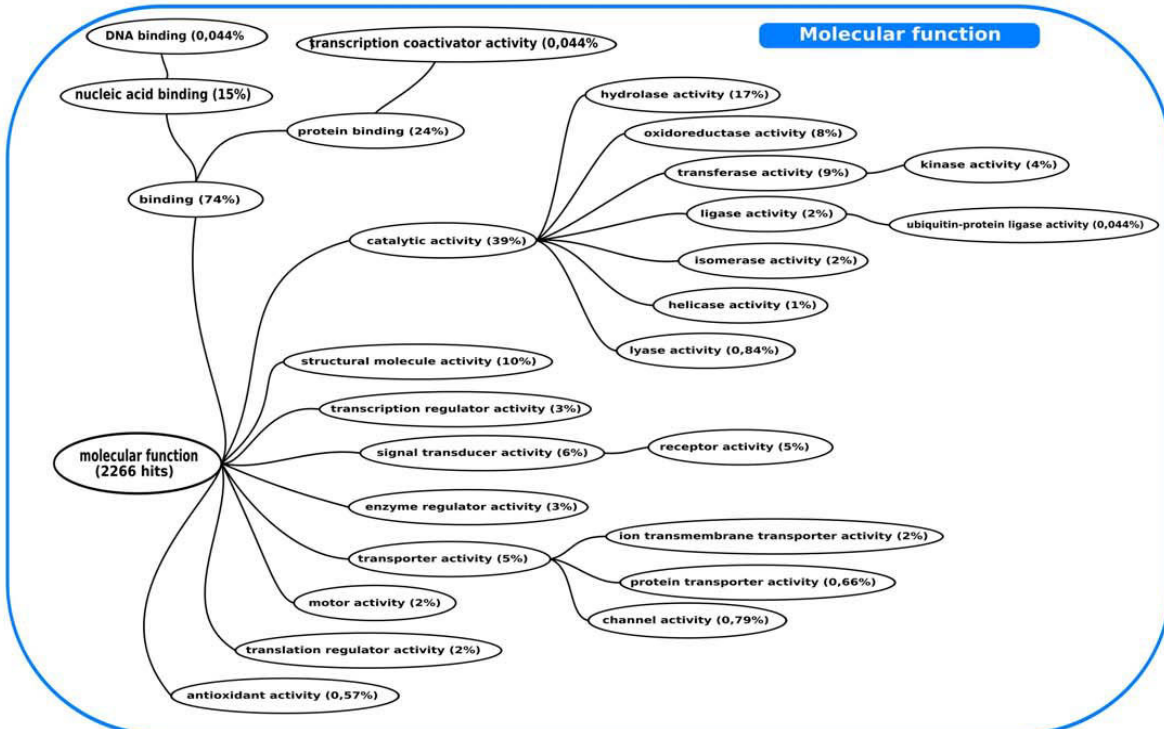 Molecular function
DNA binding (0,044%
transcription coactivator activity (0,044%
nucleic acid binding (15%)
protein binding (24%)
binding (74%)
hydrolase activity (17%)
oxidoreductase activity (8%)
transferase activity (9%)
kinase activity (4%)
ligase activity (2%)
ubiquitin-protein ligase activity (0,044%)
catalytic activity (39%)
isomerase activity (2%)
helicase activity (1%)
lyase activity (0,84%)
structural molecule activity (10%)
transcription regulator activity (3%)
signal transducer activity (6%)
receptor activity (5%)
molecular function
(2266 hits)
enzyme regulator activity (3%)
transporter activity (5%)
ion transmembrane transporter activity (2%)
protein transporter activity (0,66%)
channel activity (0,79%)
motor activity (2%)
translation regulator activity (2%)
antioxidant activity (0,57%)